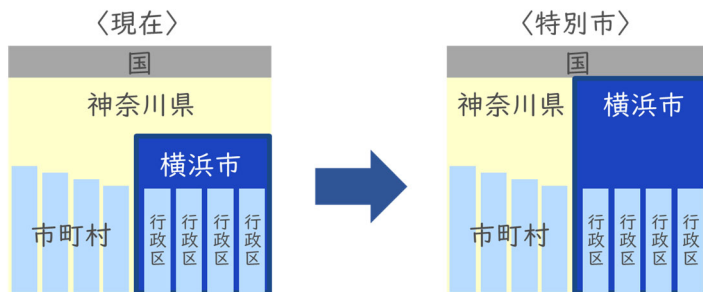 〈現在〉
国
神奈川県
横浜市
市町村
行政区
行政区
行政区
行政区
〈特別市〉
国
神奈川県
横浜市
市町村
行政区
行政区
行政区
行政区